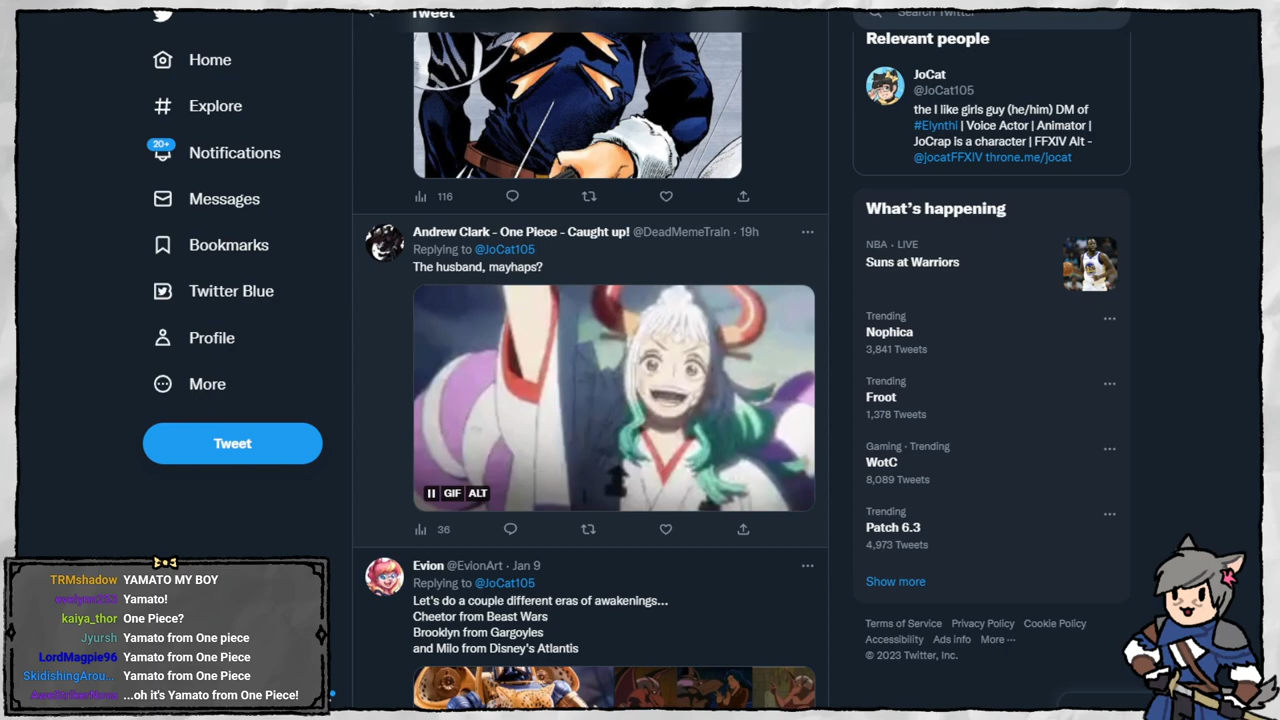 Tweet
Search Twitter
Home
Explore
20+
Notifications
Messages
Bookmarks
Twitter Blue
Profile
More
Tweet
116
Andrew Clark - One Piece - Caught up! @DeadMemeTrain · 19h
Replying to @JoCat105
The husband, mayhaps?
GIF ALT
36
Evion @EvionArt · Jan 9
Replying to @JoCat105
Let's do a couple different eras of awakenings...
Cheetor from Beast Wars
Brooklyn from Gargoyles
and Milo from Disney's Atlantis
Relevant people
JoCat
@JoCat105
the I like girls guy (he/him) DM of
#Elynthi | Voice Actor | Animator |
JoCrap is a character | FFXIV Alt -
@jocatFFXIV throne.me/jocat
What's happening
NBA · LIVE
Suns at Warriors
Trending
Nophica
3,841 Tweets
Trending
Froot
1,378 Tweets
Gaming · Trending
WotC
8,089 Tweets
Trending
Patch 6.3
4,973 Tweets
Show more
Terms of Service Privacy Policy Cookie Policy
Accessibility Ads info More ···
© 2023 Twitter, Inc.
TRMshadow YAMATO MY BOY
Yamato!
kaiya_thor One Piece?
Jyursh Yamato from One piece
LordMagpie96 Yamato from One Piece
SkidishingArou... Yamato from One Piece
...oh it's Yamato from One Piece!